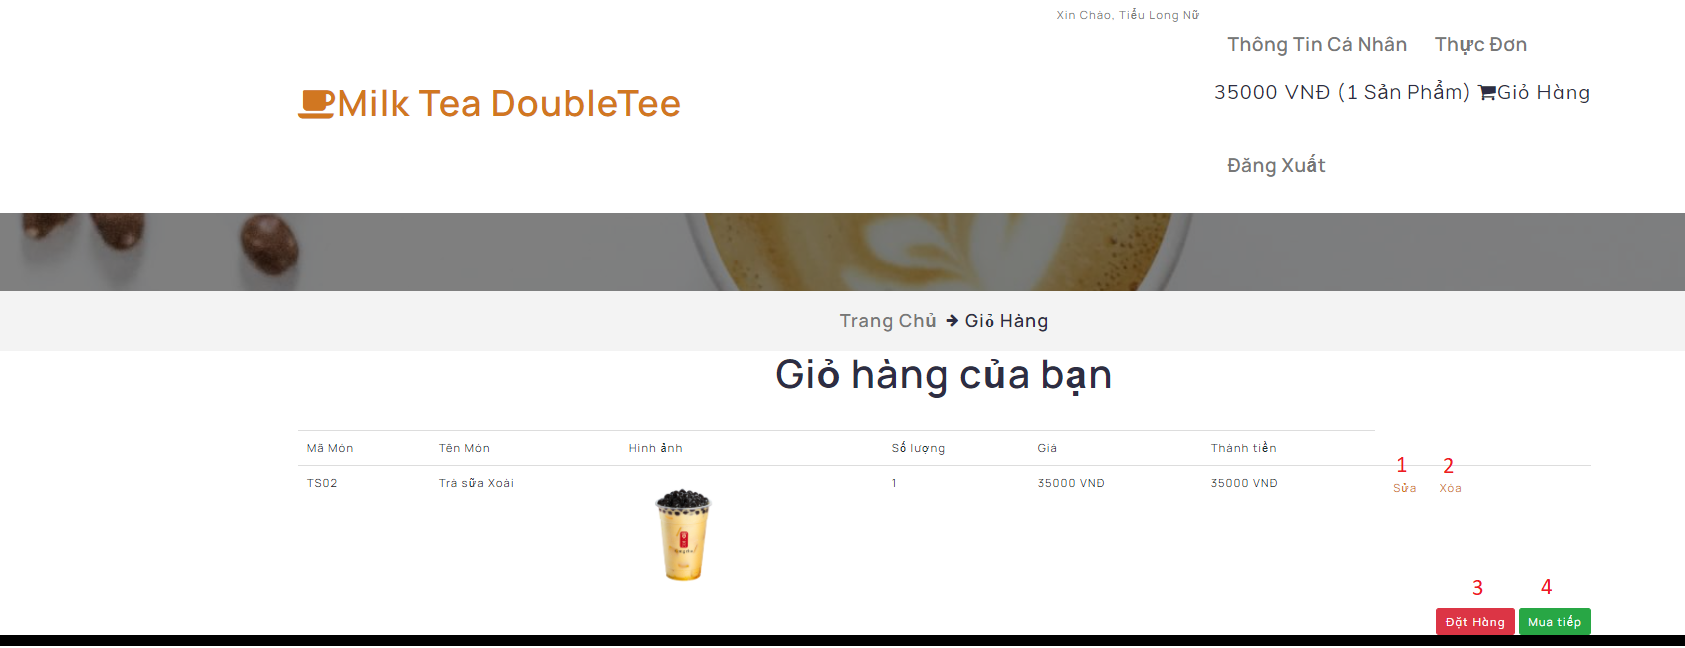 Xin Chào, Tiểu Long Nữ
Thông Tin Cá Nhân Thực Đơn
Milk Tea DoubleTee
35000 VNĐ (1 Sản Phẩm) Giỏ Hàng
Đăng Xuất
Trang Chủ Giỏ Hàng
Giỏ hàng của bạn
Mã Món Tên Món Hình ảnh Số lượng Giá Thành tiền
1 2
TS02 Trà sữa Xoài 1 35000 VNĐ 35000 VNĐ Sửa Xóa
3 4
Đặt Hàng Mua tiếp